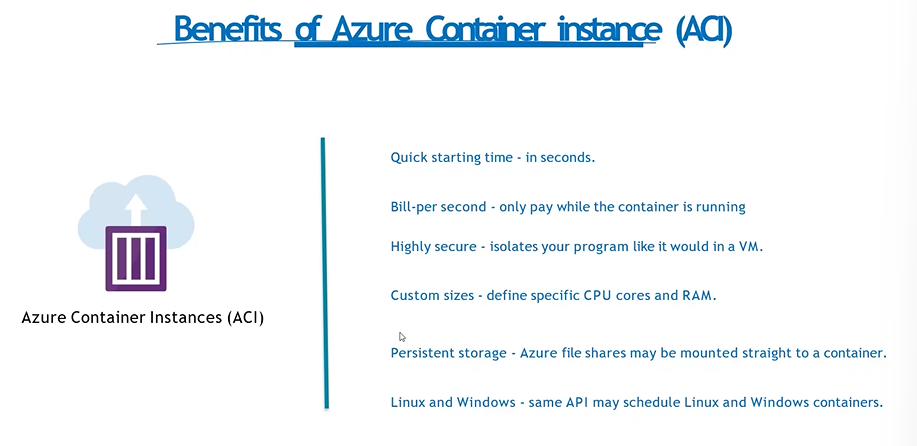 Benefits of Azure Container instance (ACI)
Quick starting time - in seconds.
Bill-per second - only pay while the container is running
Highly secure - isolates your program like it would in a VM.
Custom sizes - define specific CPU cores and RAM.
Azure Container Instances (ACI)
Persistent storage - Azure file shares may be mounted straight to a container.
Linux and Windows - same API may schedule Linux and Windows containers.